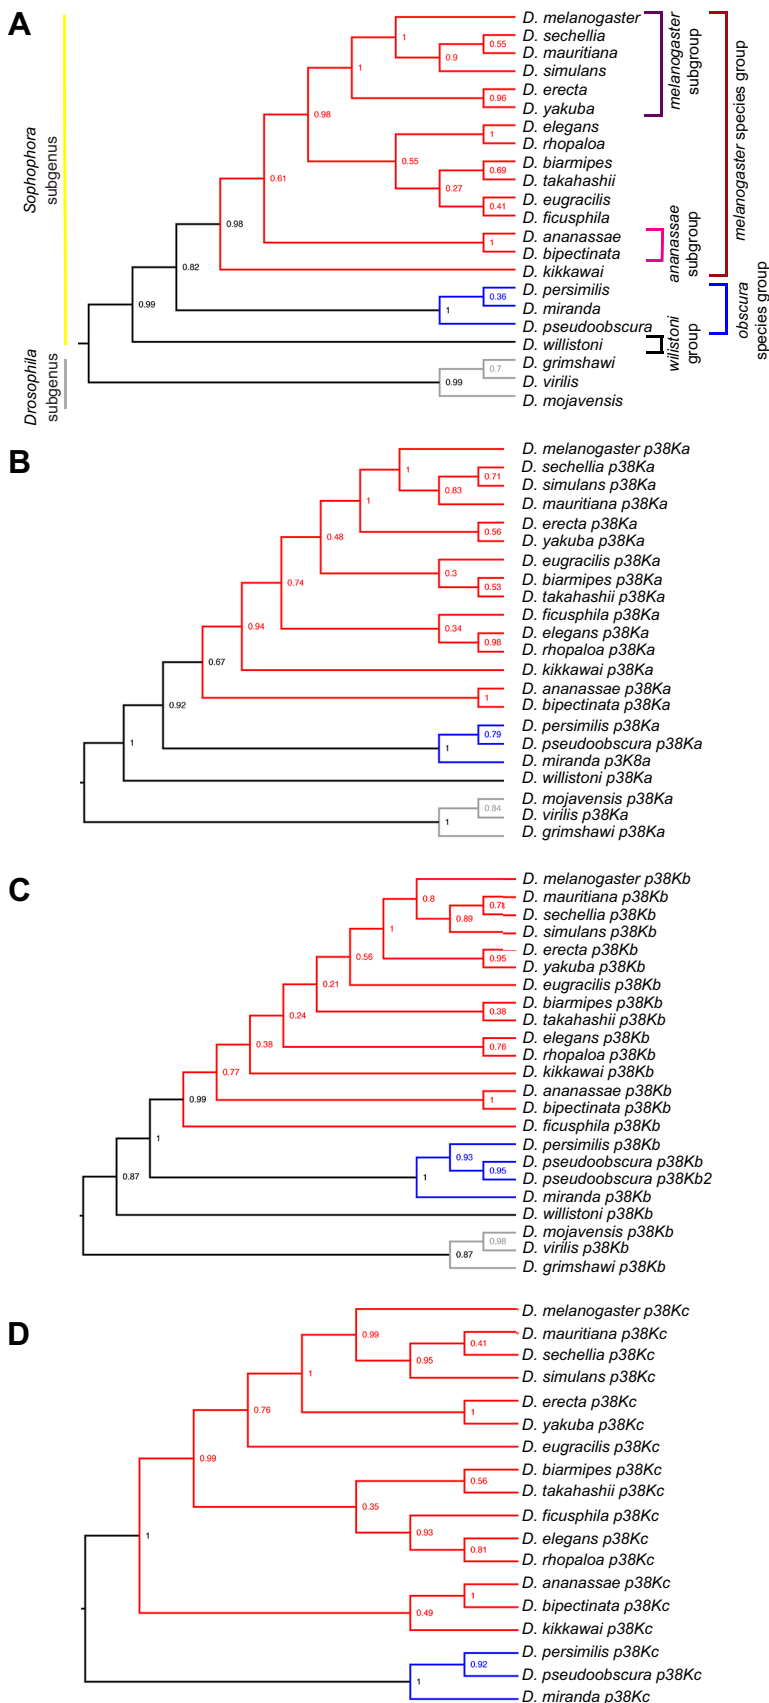 A
D. melanogaster
D. sechellia
D. mauritiana
D. simulans
D. erecta
D. yakuba
D. elegans
D. rhopaloa
D. biarmipes
D. takahashii
D. eugracilis
D. ficusphila
D. ananassae
D. bipectinata
D. kikkawai
D. persimilis
D. miranda
D. pseudoobscura
D. willistoni
D. grimshawi
D. virilis
D. mojavensis
1
0.55
0.9
1
0.96
0.98
1
0.55
0.69
0.27
0.41
0.61
1
0.98
0.82
0.36
1
0.99
0.7
0.99
Sophophora
subgenus
Drosophila
subgenus
melanogaster
subgroup
melanogaster species group
ananassae
subgroup
obscura
species group
wilistoni
group
B
D. melanogaster p38Ka
D. sechellia p38Ka
D. simulans p38Ka
D. mauritiana p38Ka
D. erecta p38Ka
D. yakuba p38Ka
D. eugracilis p38Ka
D. biarmipes p38Ka
D. takahashii p38Ka
D. ficusphila p38Ka
D. elegans p38Ka
D. rhopaloa p38Ka
D. kikkawai p38Ka
D. ananassae p38Ka
D. bipectinata p38Ka
D. persimilis p38Ka
D. pseudoobscura p38Ka
D. miranda p3K8a
D. willistoni p38Ka
D. mojavensis p38Ka
D. virilis p38Ka
D. grimshawi p38Ka
1
0.71
0.83
1
0.56
0.48
0.3
0.53
0.74
0.34
0.98
0.94
0.67
1
0.92
0.79
1
1
0.84
1
C
D. melanogaster p38Kb
D. mauritiana p38Kb
D. sechellia p38Kb
D. simulans p38Kb
D. erecta p38Kb
D. yakuba p38Kb
D. eugracilis p38Kb
D. biarmipes p38Kb
D. takahashii p38Kb
D. elegans p38Kb
D. rhopaloa p38Kb
D. kikkawai p38Kb
D. ananassae p38Kb
D. bipectinata p38Kb
D. ficusphila p38Kb
D. persimilis p38Kb
D. pseudoobscura p38Kb
D. pseudoobscura p38Kb2
D. miranda p38Kb
D. willistoni p38Kb
D. mojavensis p38Kb
D. virilis p38Kb
D. grimshawi p38Kb
0.8
0.89
1
0.95
0.56
0.21
0.38
0.24
0.76
0.38
0.77
1
0.99
1
0.93
0.95
1
0.87
0.98
0.87
D
D. melanogaster p38Kc
D. mauritiana p38Kc
D. sechellia p38Kc
D. simulans p38Kc
D. erecta p38Kc
D. yakuba p38Kc
D. eugracilis p38Kc
D. biarmipes p38Kc
D. takahashii p38Kc
D. ficusphila p38Kc
D. elegans p38Kc
D. rhopaloa p38Kc
D. ananassae p38Kc
D. bipectinata p38Kc
D. kikkawai p38Kc
D. persimilis p38Kc
D. pseudoobscura p38Kc
D. miranda p38Kc
0.99
0.41
0.95
1
1
0.76
0.99
0.56
0.35
0.93
0.81
1
1
0.49
0.92
1